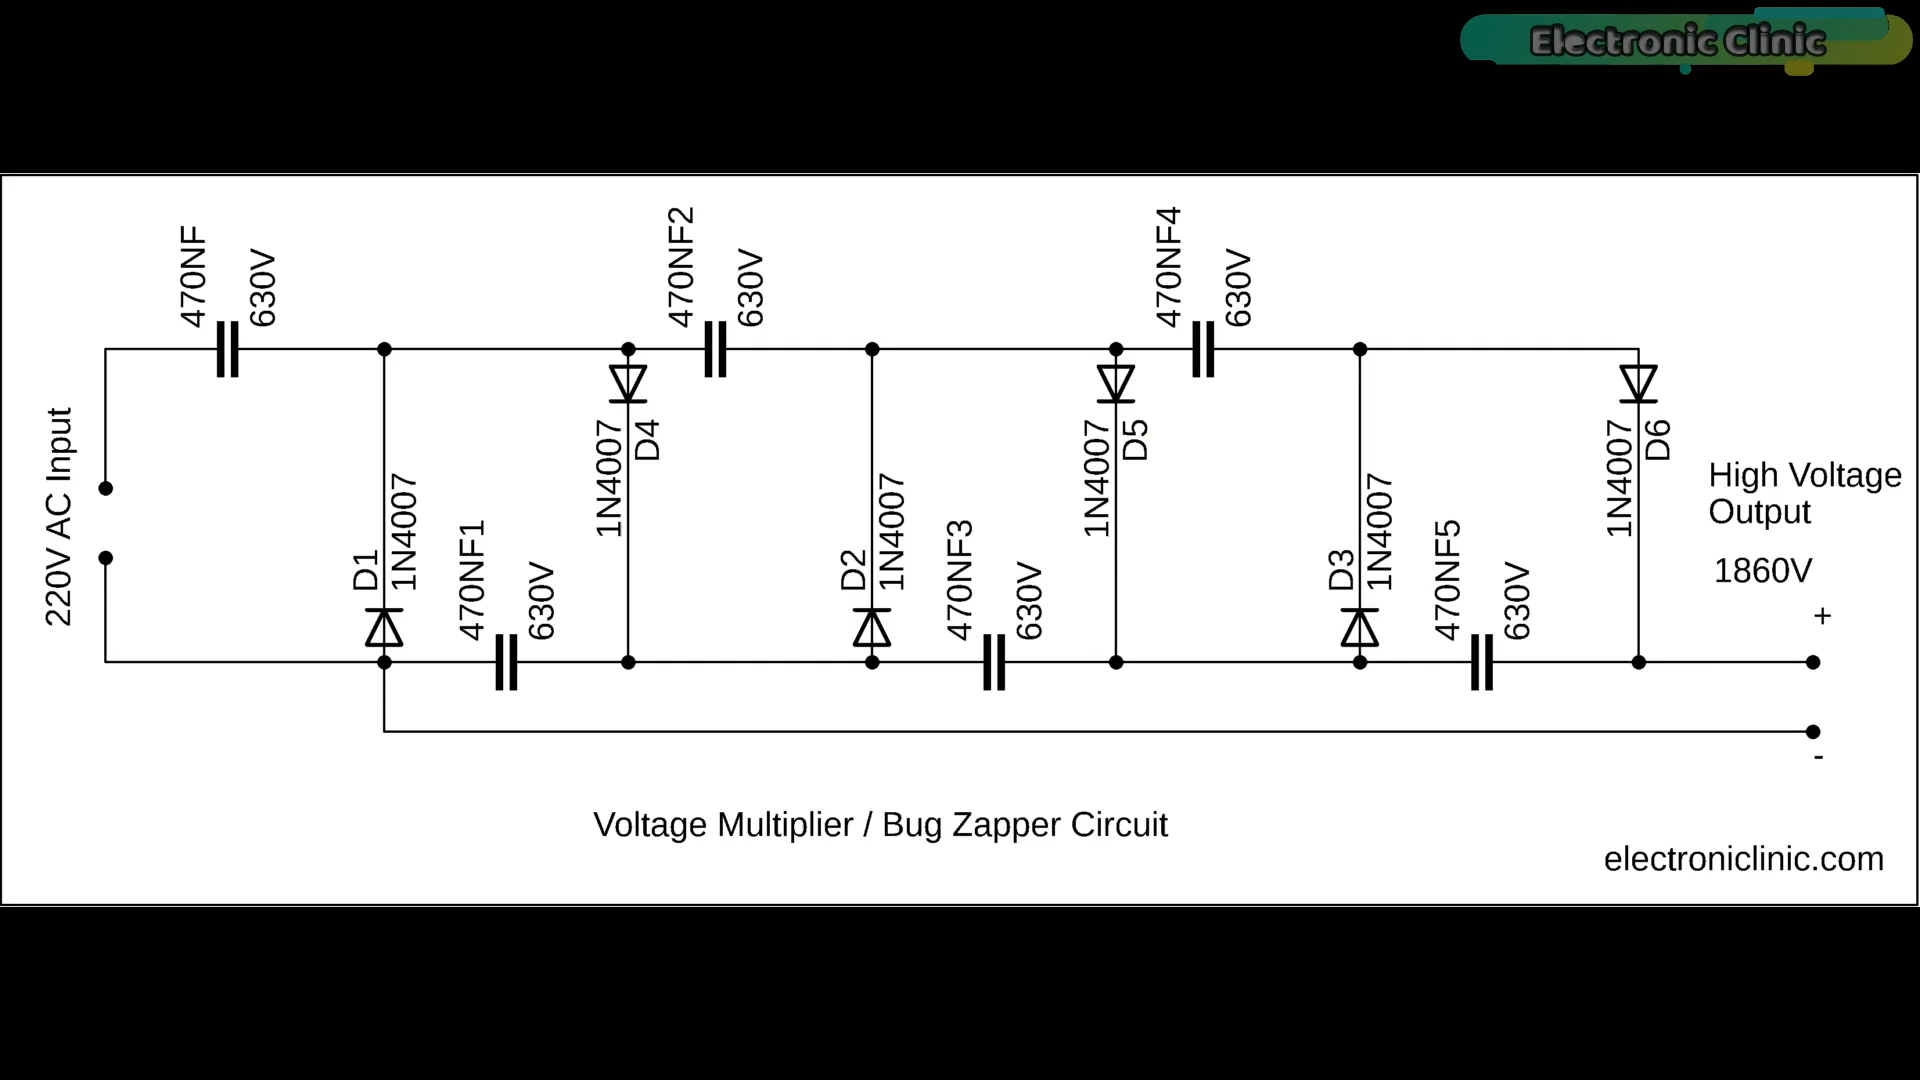 Electronic Clinic
470NF
630V
470NF2
630V
470NF4
630V
220V AC Input
D1
1N4007
470NF1
630V
1N4007
D4
D2
1N4007
470NF3
630V
1N4007
D5
D3
1N4007
470NF5
630V
1N4007
D6
High Voltage
Output
1860V
+
-
Voltage Multiplier / Bug Zapper Circuit
electroniclinic.com